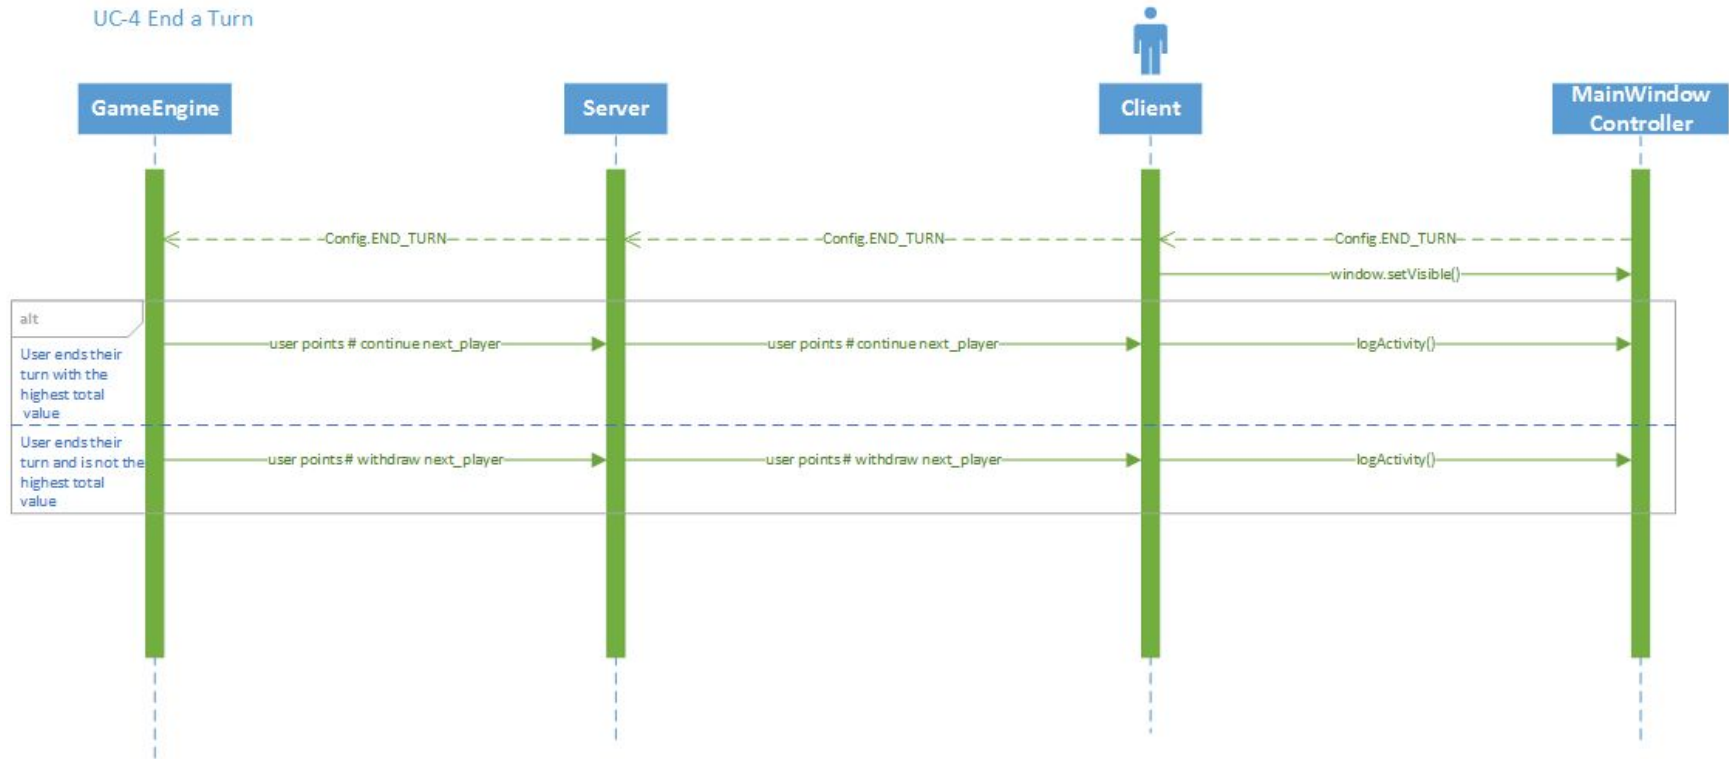 UC-4 End a Turn
GameEngine
Server
Client
MainWindow
Controller
Config.END_TURN
Config.END_TURN
Config.END_TURN
window.setVisible()
alt
User ends their
turn with the
highest total
value
user points # continue next_player
user points # continue next_player
logActivity()
User ends their
turn and is not the
highest total
value
user points # withdraw next_player
user points # withdraw next_player
logActivity()